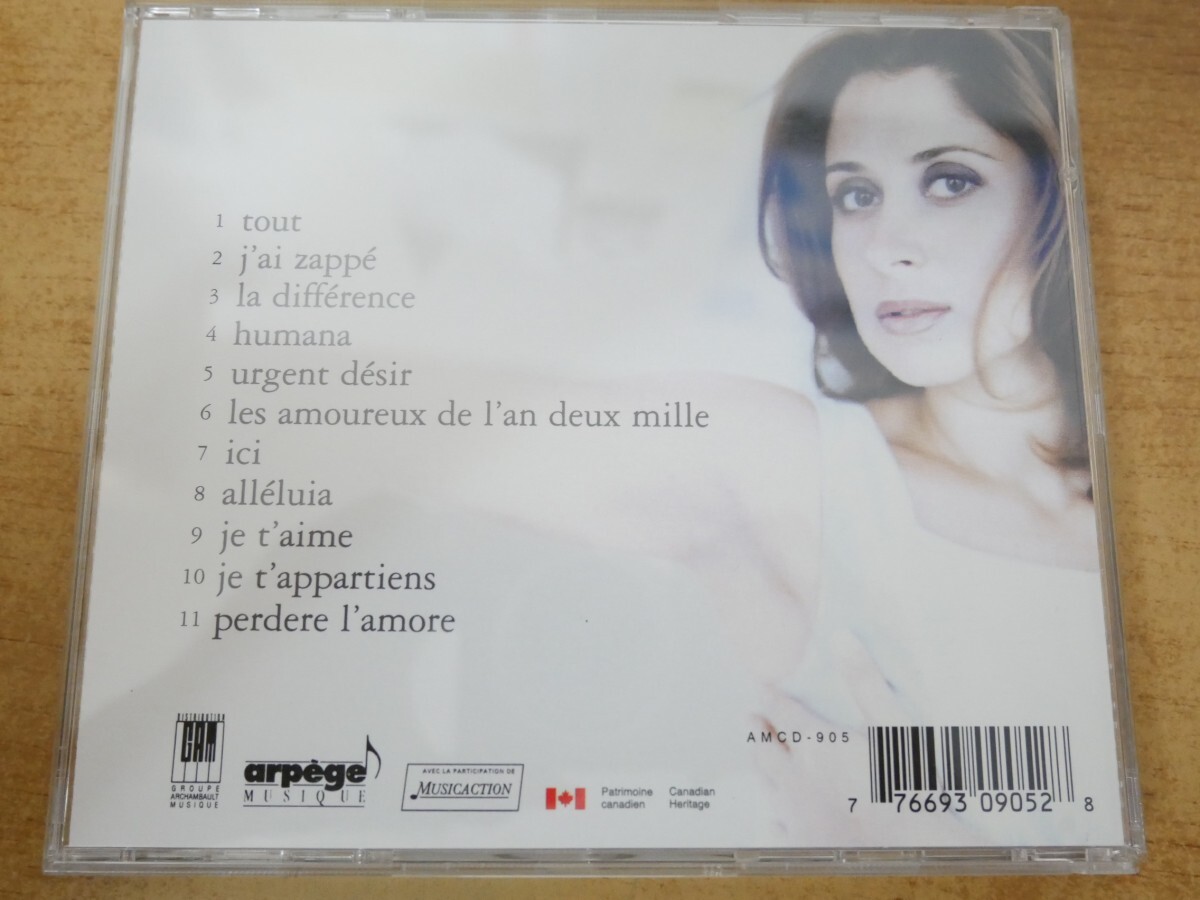 1 tout
2 j'ai zappé
3 la différence
4 humana
5 urgent désir
6 les amoureux de l'an deux mille
7 ici
8 alléluia
9 je t'aime
10 je t'appartiens
11 perdere l'amore
DISTRIBUTION
GAM
GROUPE
ARCHAMBAULT
MUSIQUE
arpège
MUSIQUE
AVEC LA PARTICIPATION DE
MUSICACTION
Patrimoine
canadien
Canadian
Heritage
AMCD-905
7 76693 09052 8